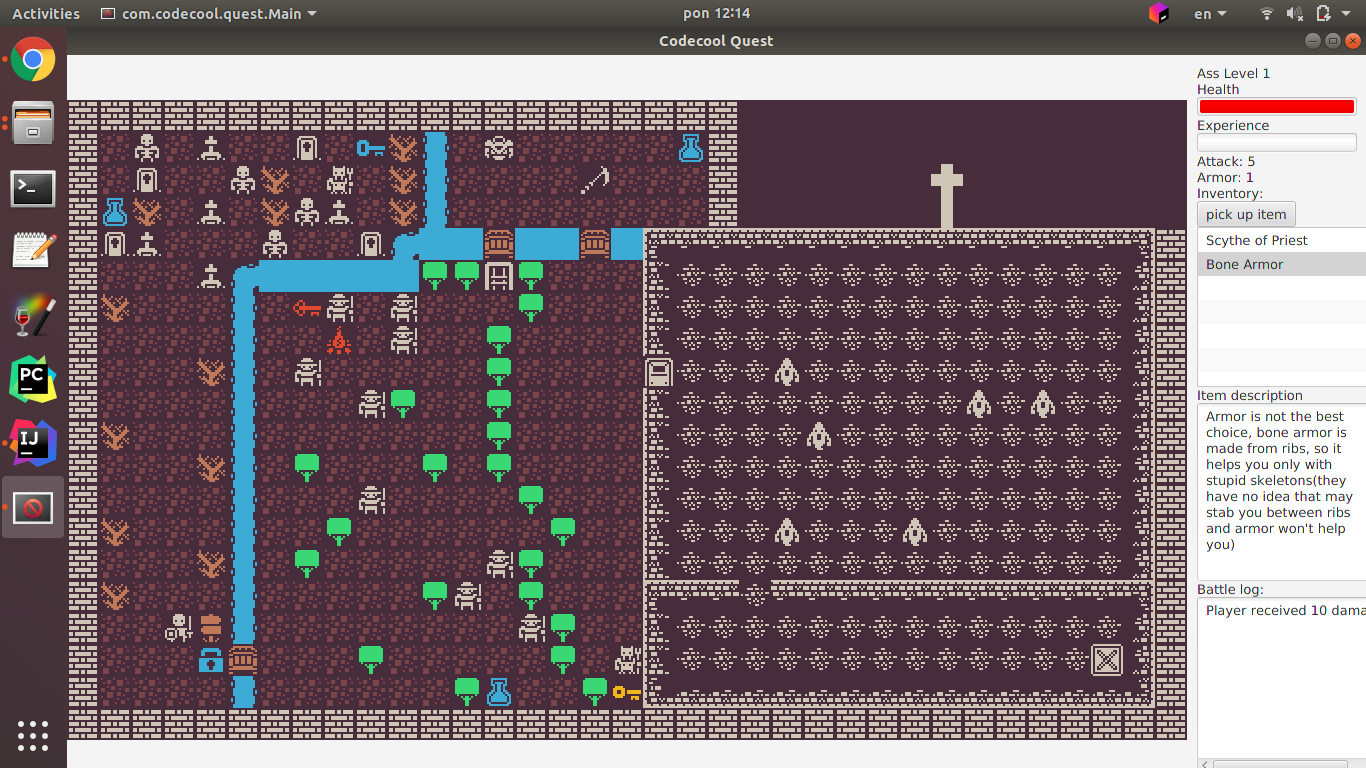 Activities
com.codecool.quest.Main
pon 12:14
en
Codecool Quest
PC
IJ
Ass Level 1
Health
Experience
Attack: 5
Armor: 1
Inventory:
pick up item
Scythe of Priest
Bone Armor
Item description
Armor is not the best
choice, bone armor is
made from ribs, so it
helps you only with
stupid skeletons(they
have no idea that may
stab you between ribs
and armor won't help
you)
Battle log:
Player received 10 dama